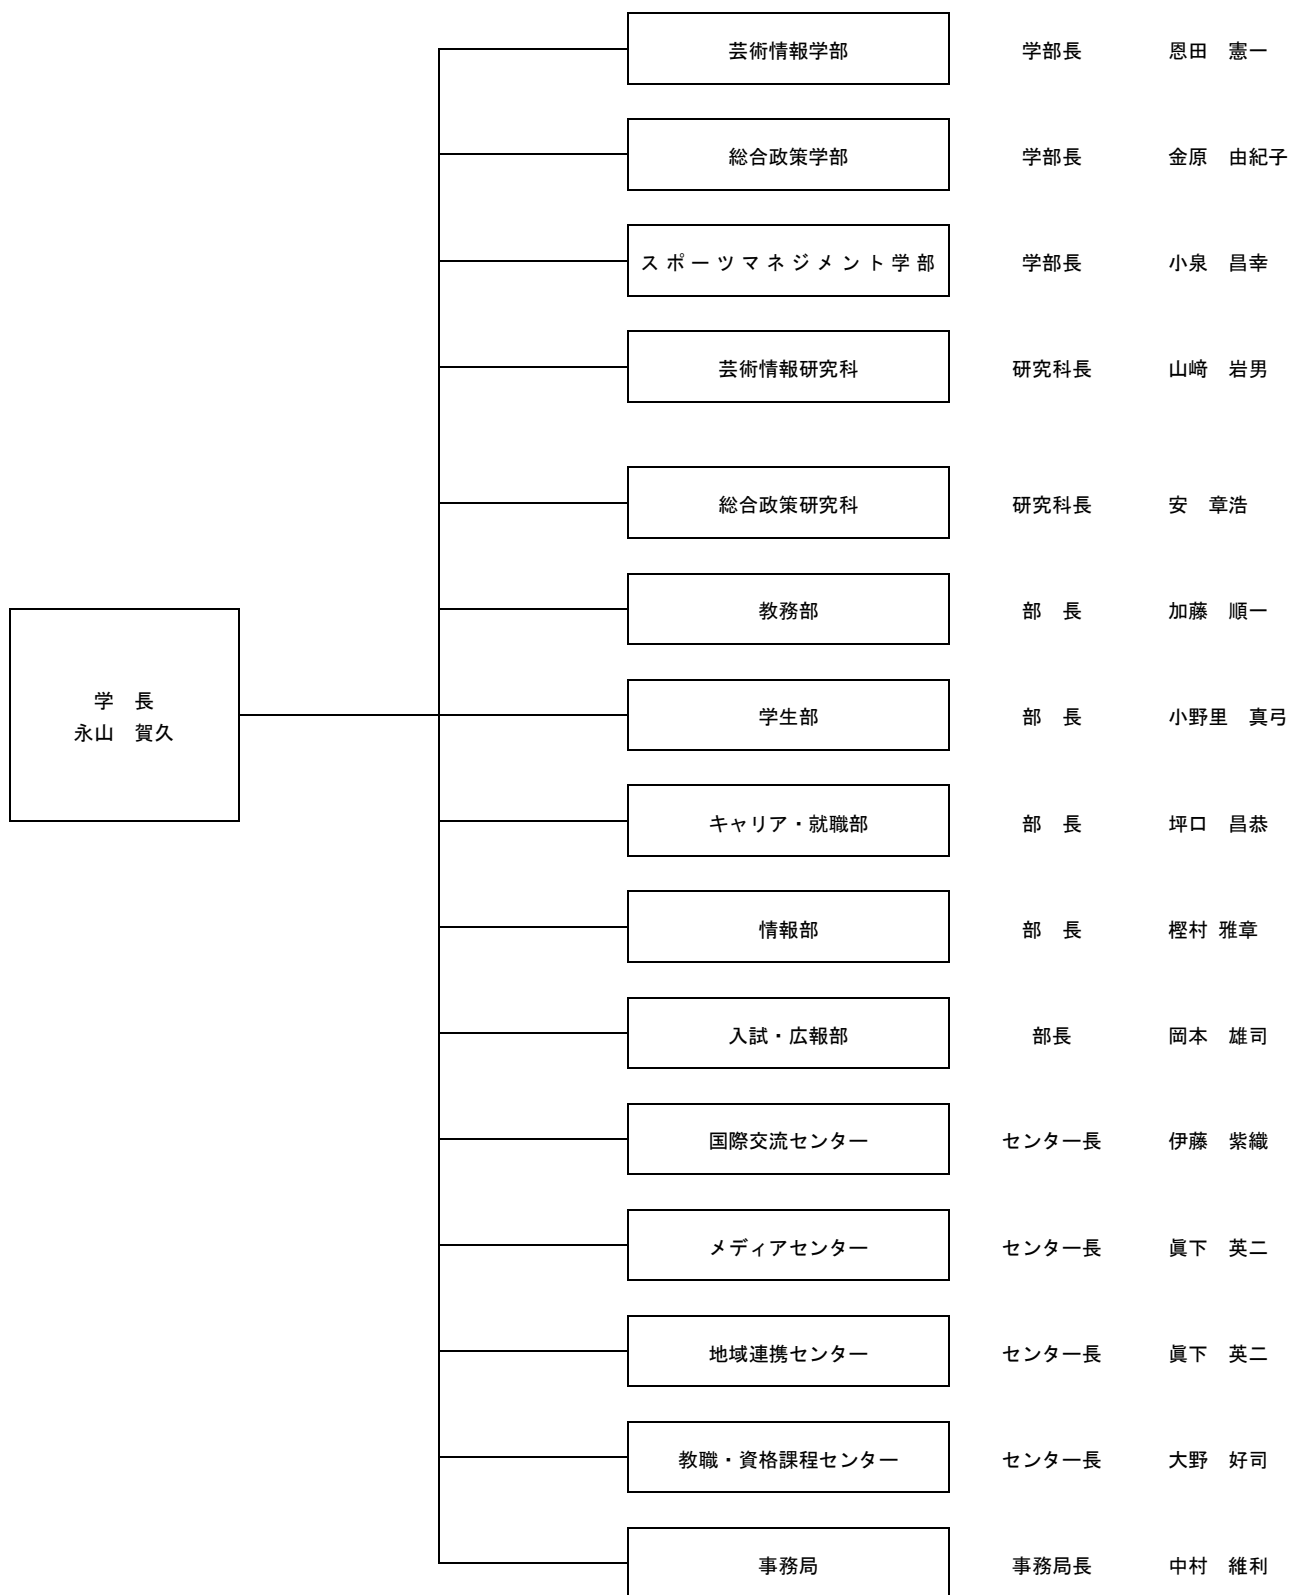 芸術情報学部　学部長　恩田　憲一
総合政策学部　学部長　金原　由紀子
スポーツマネジメント学部　学部長　小泉　昌幸
芸術情報研究科　研究科長　山﨑　岩男
総合政策研究科　研究科長　安　章浩
教務部　部　長　加藤　順一
学　長
永山　賀久
学生部　部　長　小野里　真弓
キャリア・就職部　部　長　坪口　昌恭
情報部　部　長　樫村 雅章
入試・広報部　部長　岡本　雄司
国際交流センター　センター長　伊藤　紫織
メディアセンター　センター長　眞下　英二
地域連携センター　センター長　眞下　英二
教職・資格課程センター　センター長　大野　好司
事務局　事務局長　中村　維利